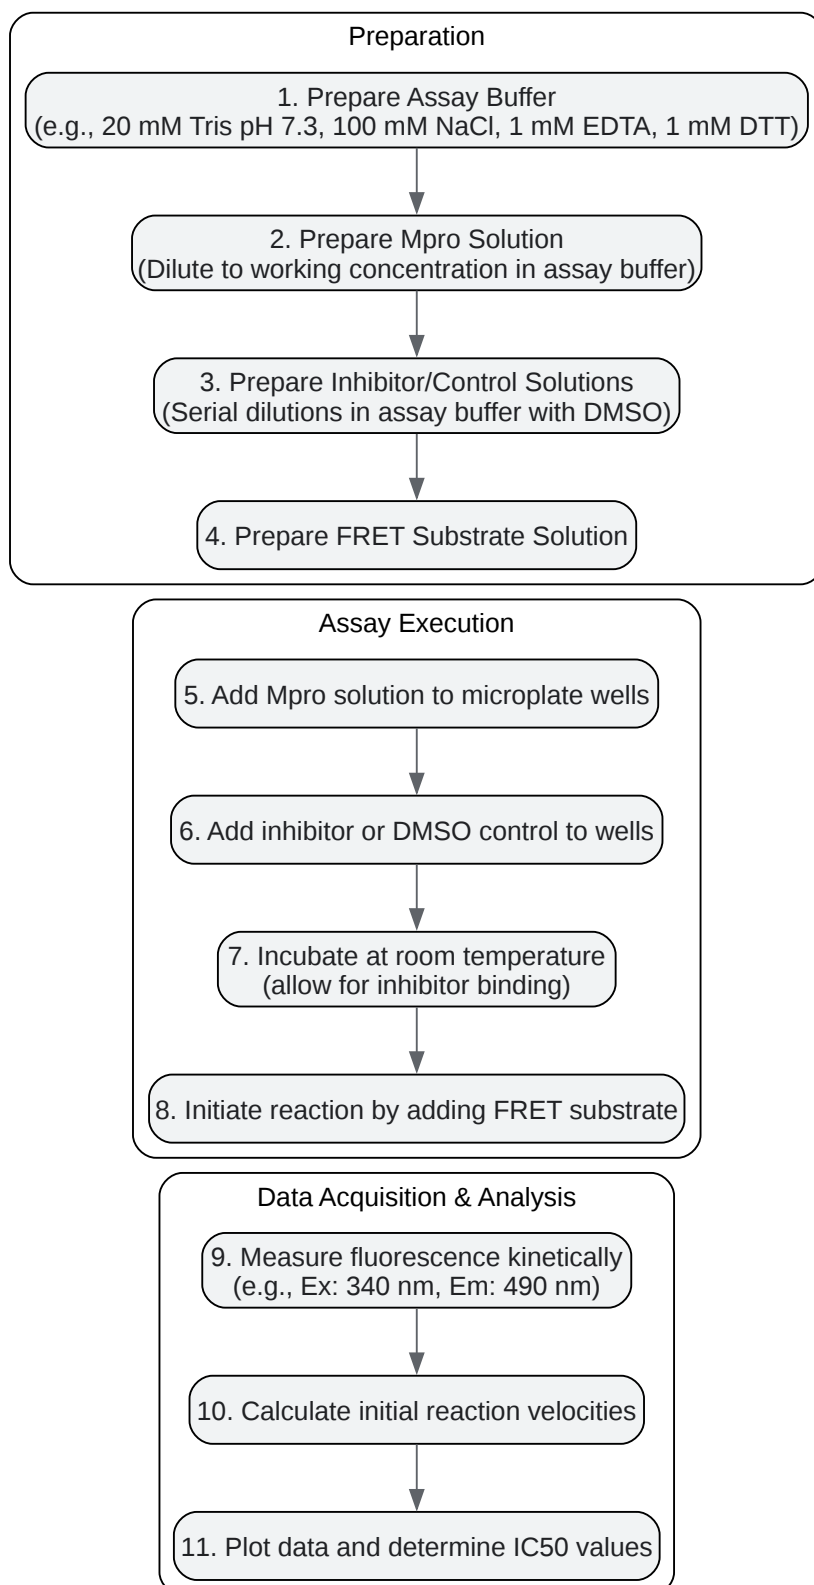 Preparation
1. Prepare Assay Buffer
(e.g., 20 mM Tris pH 7.3, 100 mM NaCl, 1 mM EDTA, 1 mM DTT)
2. Prepare Mpro Solution
(Dilute to working concentration in assay buffer)
3. Prepare Inhibitor/Control Solutions
(Serial dilutions in assay buffer with DMSO)
4. Prepare FRET Substrate Solution
Assay Execution
5. Add Mpro solution to microplate wells
6. Add inhibitor or DMSO control to wells
7. Incubate at room temperature
(allow for inhibitor binding)
8. Initiate reaction by adding FRET substrate
Data Acquisition & Analysis
9. Measure fluorescence kinetically
(e.g., Ex: 340 nm, Em: 490 nm)
10. Calculate initial reaction velocities
11. Plot data and determine IC50 values